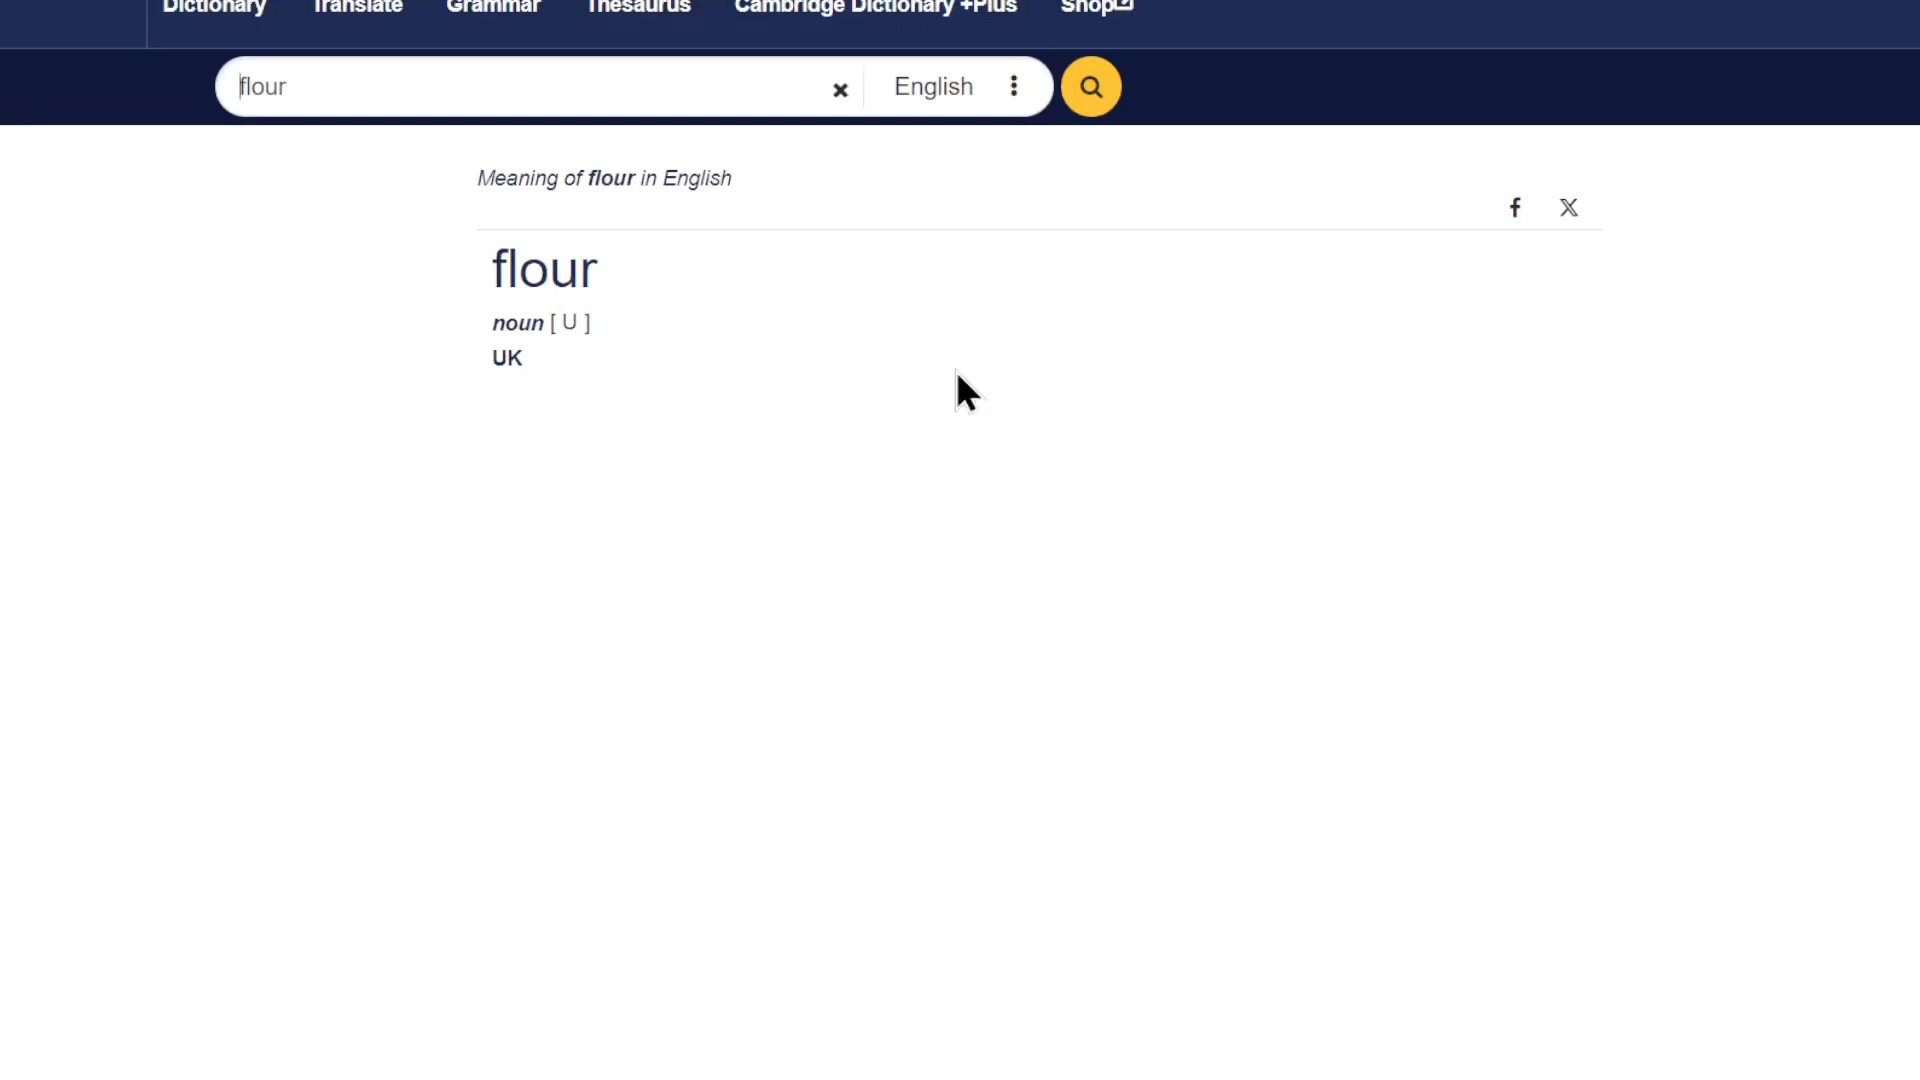 Dictionary Translate Grammar Thesaurus Cambridge Dictionary +Plus Shop
flour English
Meaning of flour in English
flour
noun [ U ]
UK